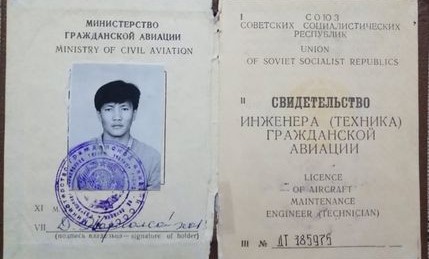 МИНИСТЕРСТВО
ГРАЖДАНСКОЙ АВИАЦИИ
MINISTRY OF CIVIL AVIATION
XI М
VII
(подпись владельца — signature of holder)
I СОЮЗ
СОВЕТСКИХ СОЦИАЛИСТИЧЕСКИХ
РЕСПУБЛИК
UNION
OF SOVIET SOCIALIST REPUBLICS
II СВИДЕТЕЛЬСТВО
ИНЖЕНЕРА (ТЕХНИКА)
ГРАЖДАНСКОЙ
АВИАЦИИ
LICENCE
OF AIRCRAFT
MAINTENANCE
ENGINEER (TECHNICIAN)
III № ДТ 185975